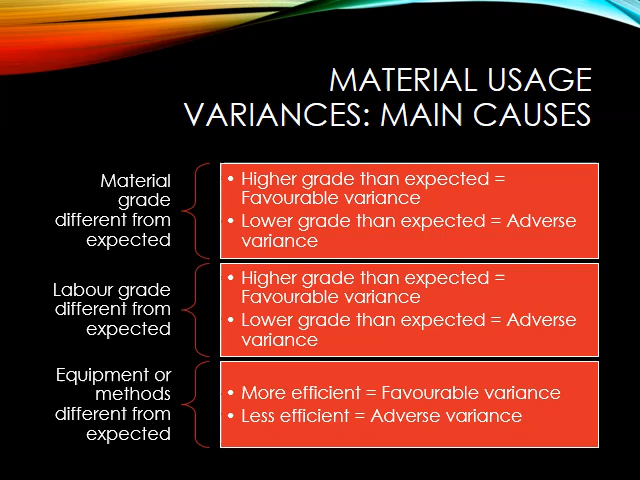 MATERIAL USAGE
VARIANCES: MAIN CAUSES
Material
grade
different from
expected
• Higher grade than expected =
Favourable variance
• Lower grade than expected = Adverse
variance
Labour grade
different from
expected
• Higher grade than expected =
Favourable variance
• Lower grade than expected = Adverse
variance
Equipment or
methods
different from
expected
• More efficient = Favourable variance
• Less efficient = Adverse variance